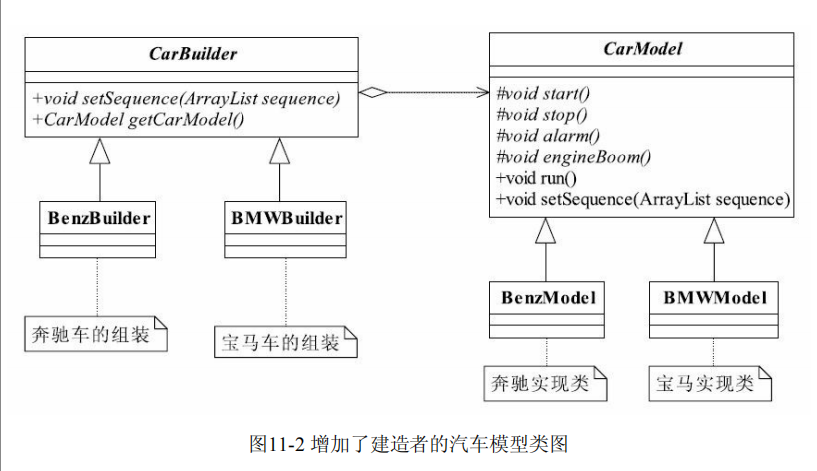 CarBuilder
+void setSequence(ArrayList sequence)
+CarModel getCarModel()
CarModel
#void start()
#void stop()
#void alarm()
#void engineBoom()
+void run()
+void setSequence(ArrayList sequence)
BenzBuilder
BMWBuilder
BenzModel
BMWModel
奔驰车的组装
宝马车的组装
奔驰实现类
宝马实现类
图11-2 增加了建造者的汽车模型类图